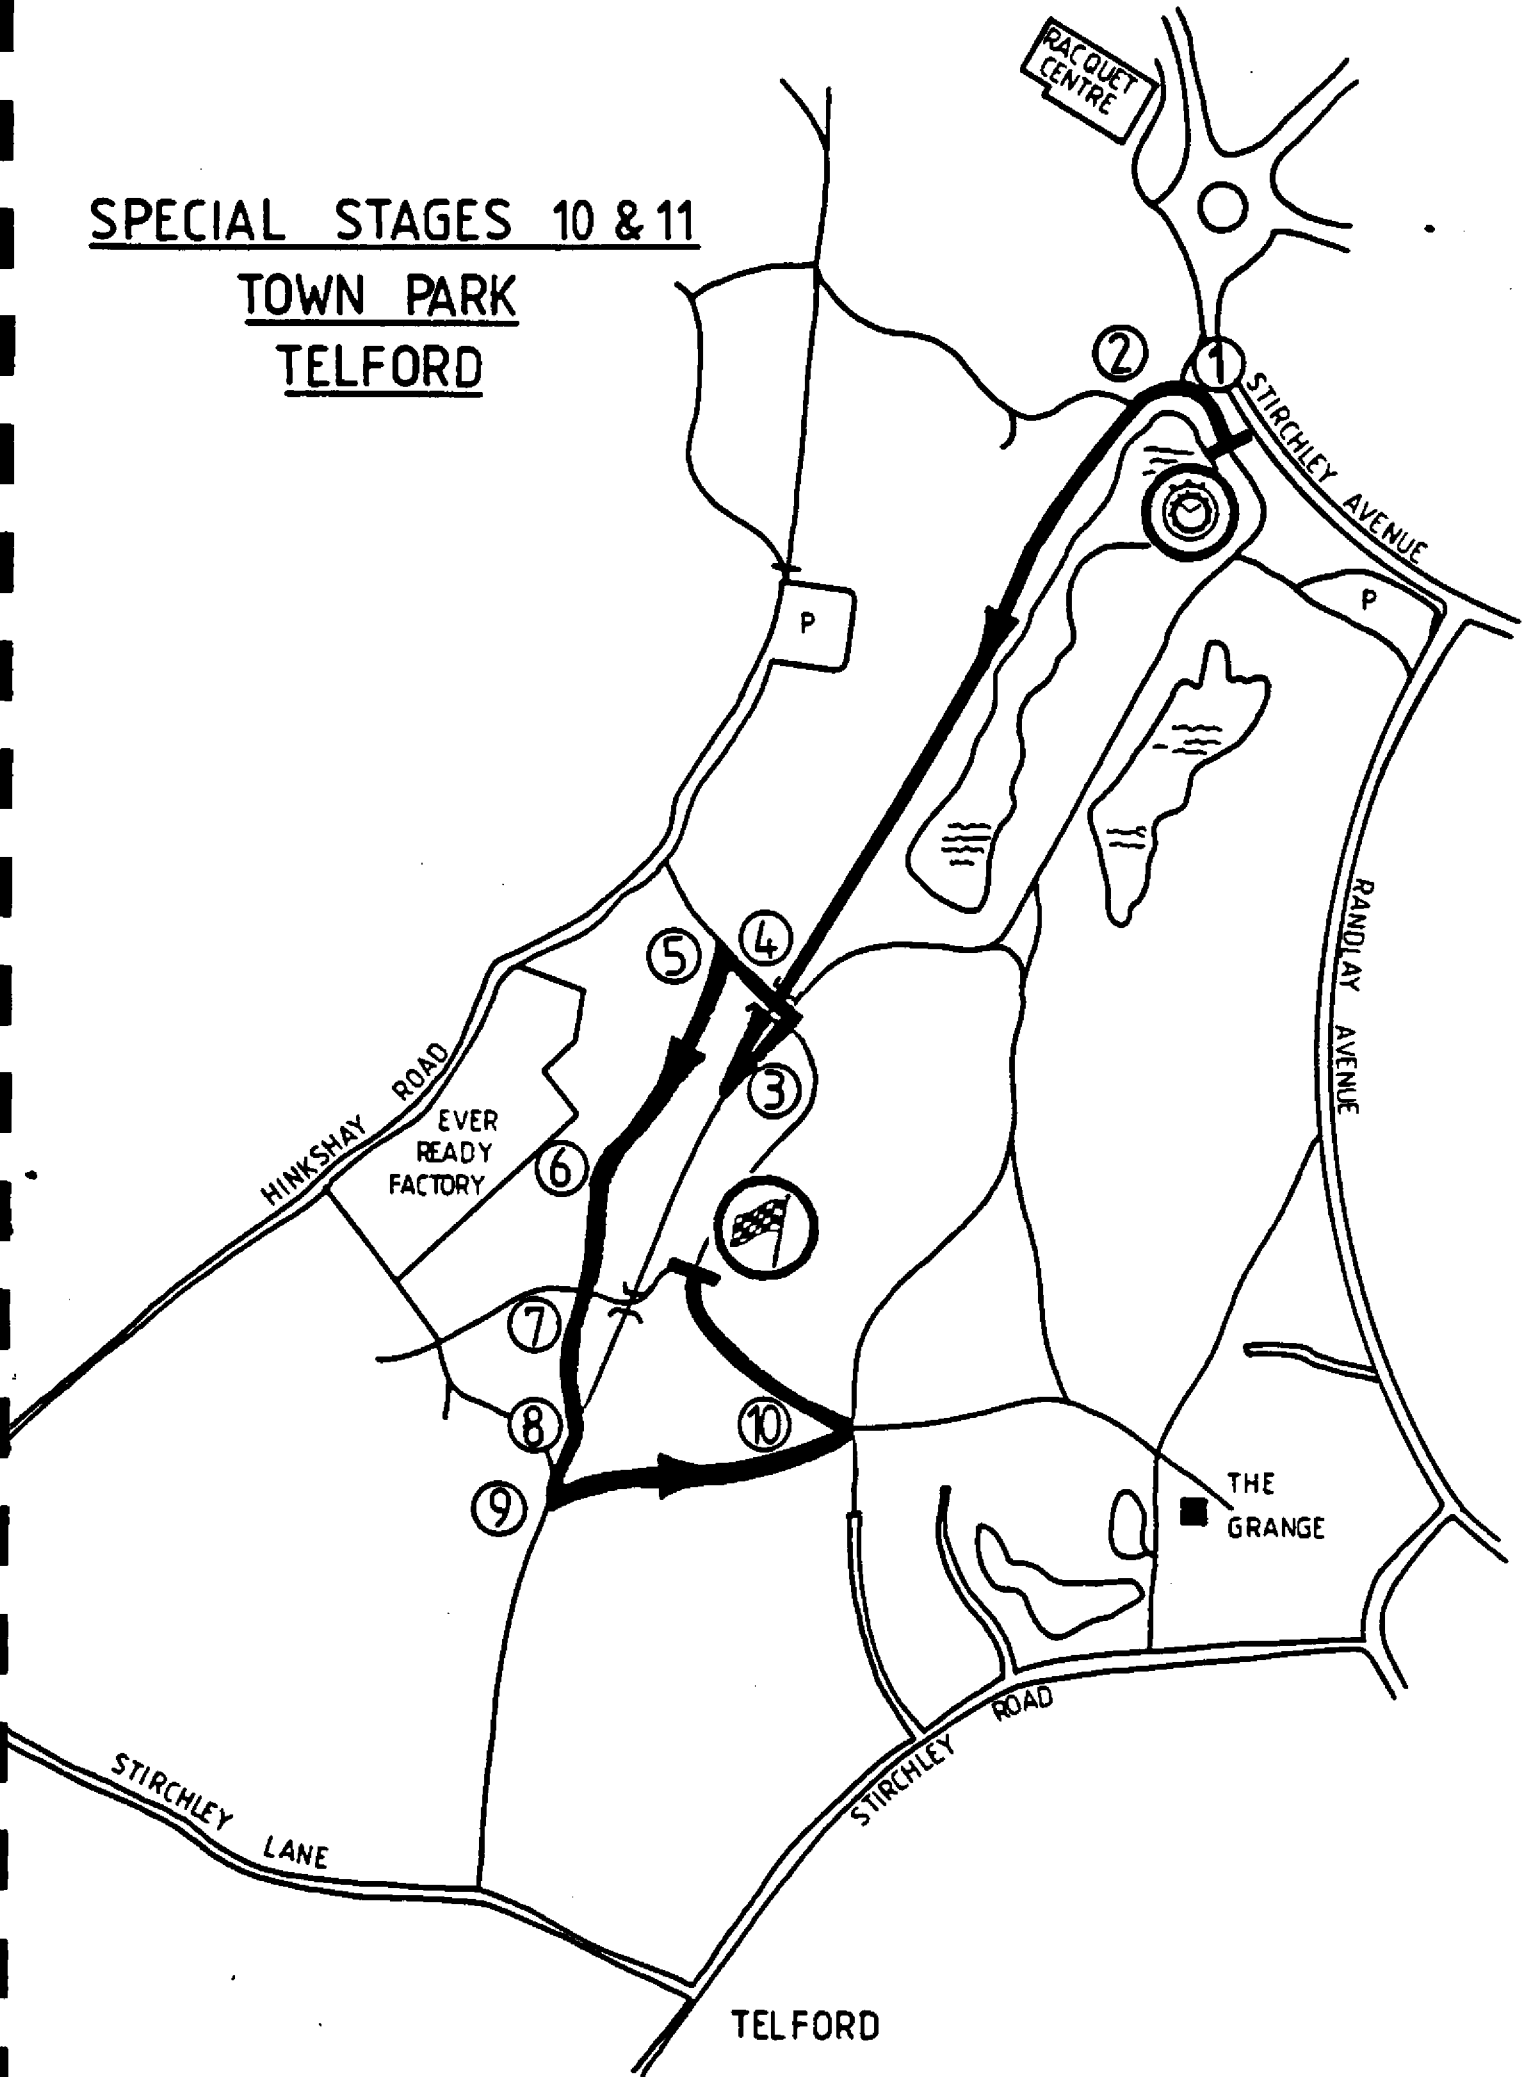 SPECIAL STAGES 10 & 11
TOWN PARK
TELFORD
RACQUET
CENTRE
2
1
STIRCHLEY AVENUE
P
P
RANDLAY AVENUE
5
4
3
HINKSHAY ROAD
EVER
READY
FACTORY
6
7
8
10
9
THE
GRANGE
STIRCHLEY ROAD
STIRCHLEY LANE
TELFORD